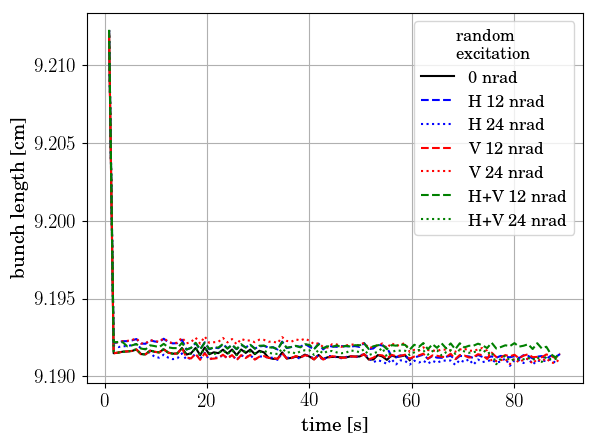 random
excitation
0 nrad
H 12 nrad
H 24 nrad
V 12 nrad
V 24 nrad
H+V 12 nrad
H+V 24 nrad
9.210
9.205
9.200
9.195
9.190
bunch length [cm]
0 20 40 60 80
time [s]